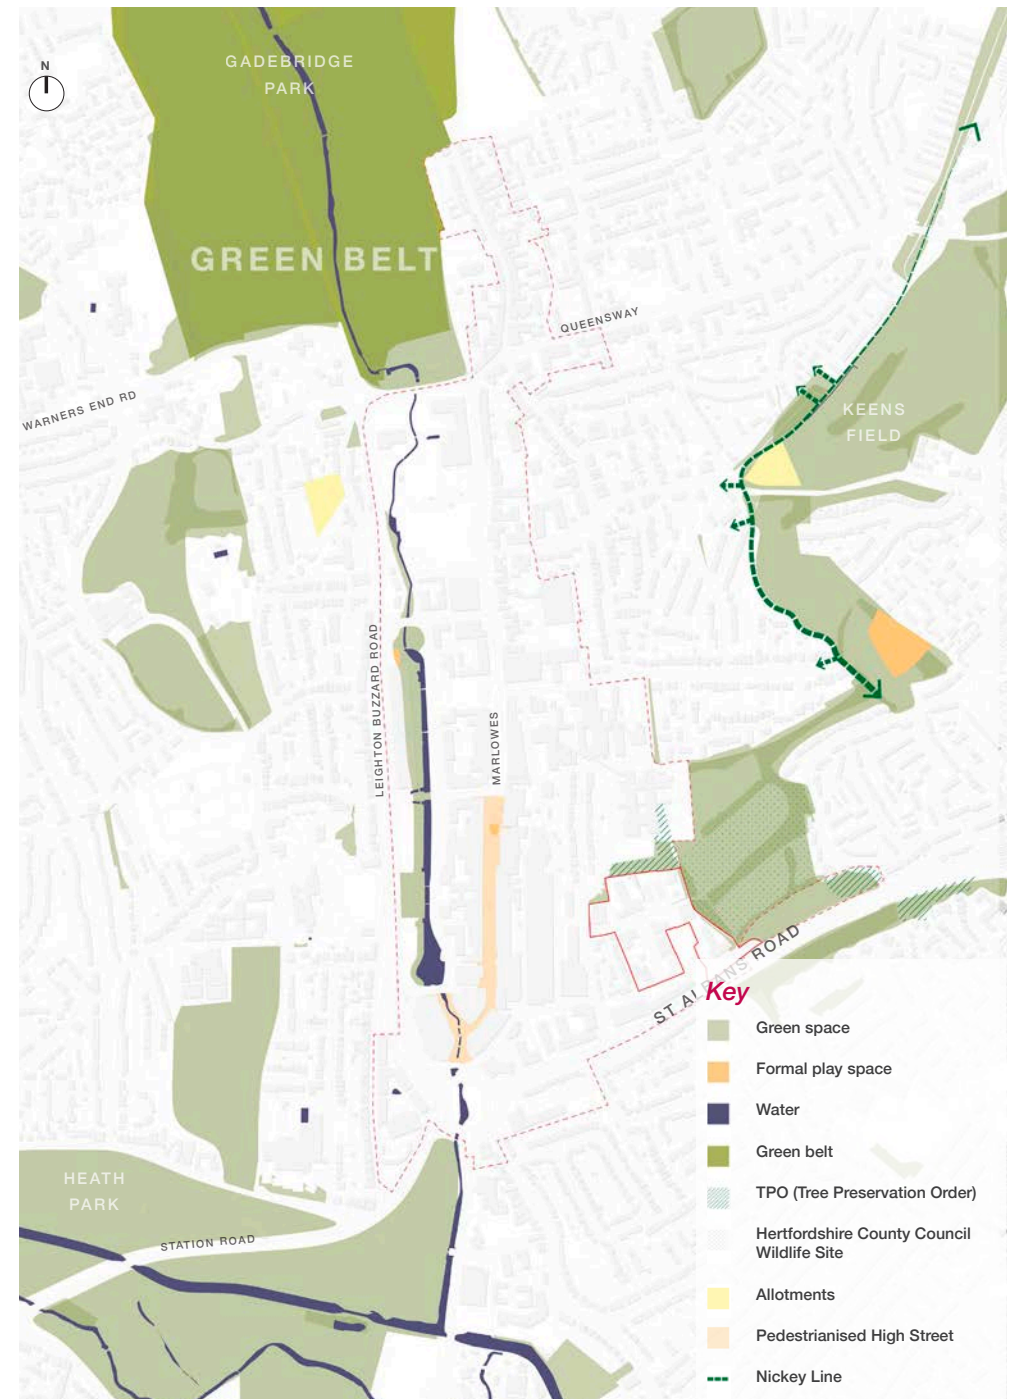 N
GADEBRIDGE
PARK
GREEN BELT
QUEENSWAY
WARNERS END RD
KEENS
FIELD
LEIGHTON BUZZARD ROAD
MARLOWES
ST ALBANS ROAD
HEATH
PARK
STATION ROAD
Key
Green space
Formal play space
Water
Green belt
TPO (Tree Preservation Order)
Hertfordshire County Council
Wildlife Site
Allotments
Pedestrianised High Street
Nickey Line